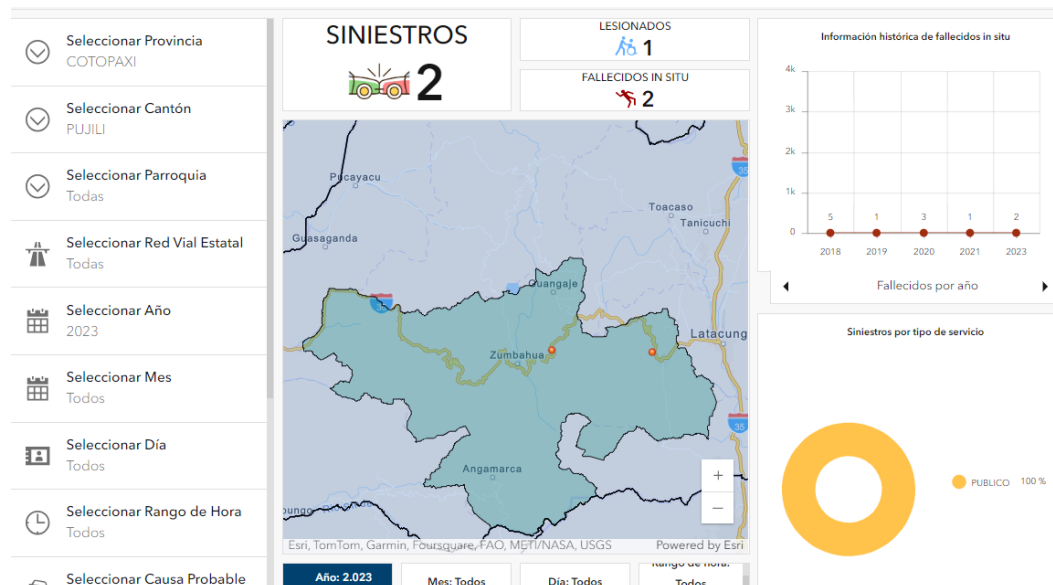 Seleccionar Provincia
COTOPAXI
Seleccionar Cantón
PUJILI
Seleccionar Parroquia
Todas
Seleccionar Red Vial Estatal
Todas
Seleccionar Año
2023
Seleccionar Mes
Todos
Seleccionar Día
Todos
Seleccionar Rango de Hora
Todos
Seleccionar Causa Probable
SINIESTROS
2
LESIONADOS
1
FALLECIDOS IN SITU
2
Pucayacu
Guasaganda
Toacaso
Tanicuchi
35
Guangaje
Latacung
Zumbahua
35
Angamarca
+
−
Esri, TomTom, Garmin, Foursquare, FAO, METI/NASA, USGS
Powered by Esri
Año: 2.023
Mes: Todos
Día: Todos
Rango de hora:
Todos
Información histórica de fallecidos in situ
4k
3k
2k
1k
0
5 1 3 1 2
2018 2019 2020 2021 2023
Fallecidos por año
Siniestros por tipo de servicio
PUBLICO 100 %